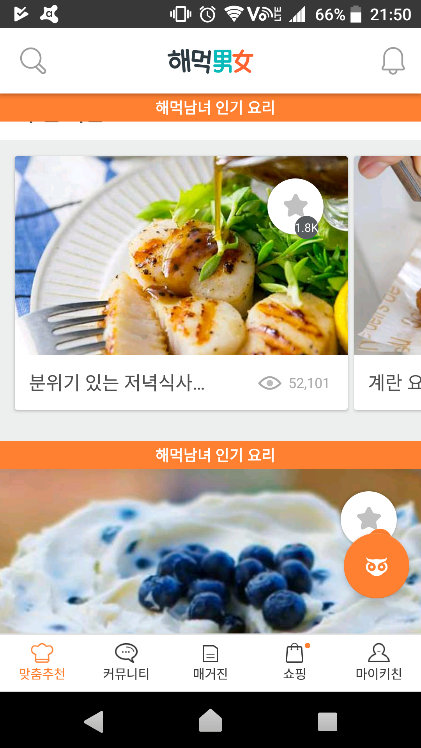 66% 21:50
해먹男女
해먹남녀 인기 요리
1.8K
분위기 있는 저녁식사... 52,101
계란 요
해먹남녀 인기 요리
맞춤추천 커뮤니티 매거진 쇼핑 마이키친